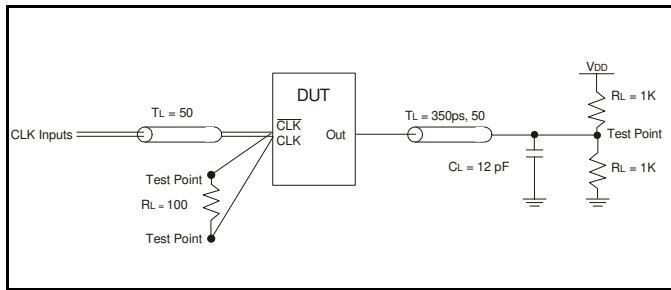 VDD
DUT
RL = 1K
TL = 50
CLK
TL = 350ps, 50
CLK Inputs
CLK
Out
Test Point
Test Point
CL = 12 pF
RL = 1K
RL = 100
Test Point